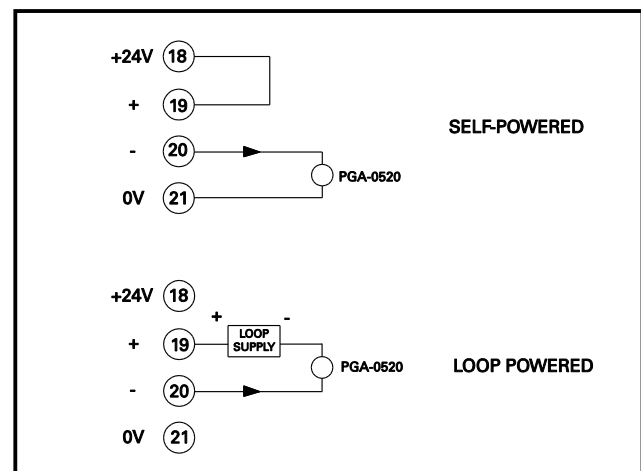 +24V 18
+ 19
SELF-POWERED
- 20
PGA-0520
0V 21
+24V 18
+ -
+ 19 LOOP
SUPPLY
PGA-0520 LOOP POWERED
- 20
0V 21